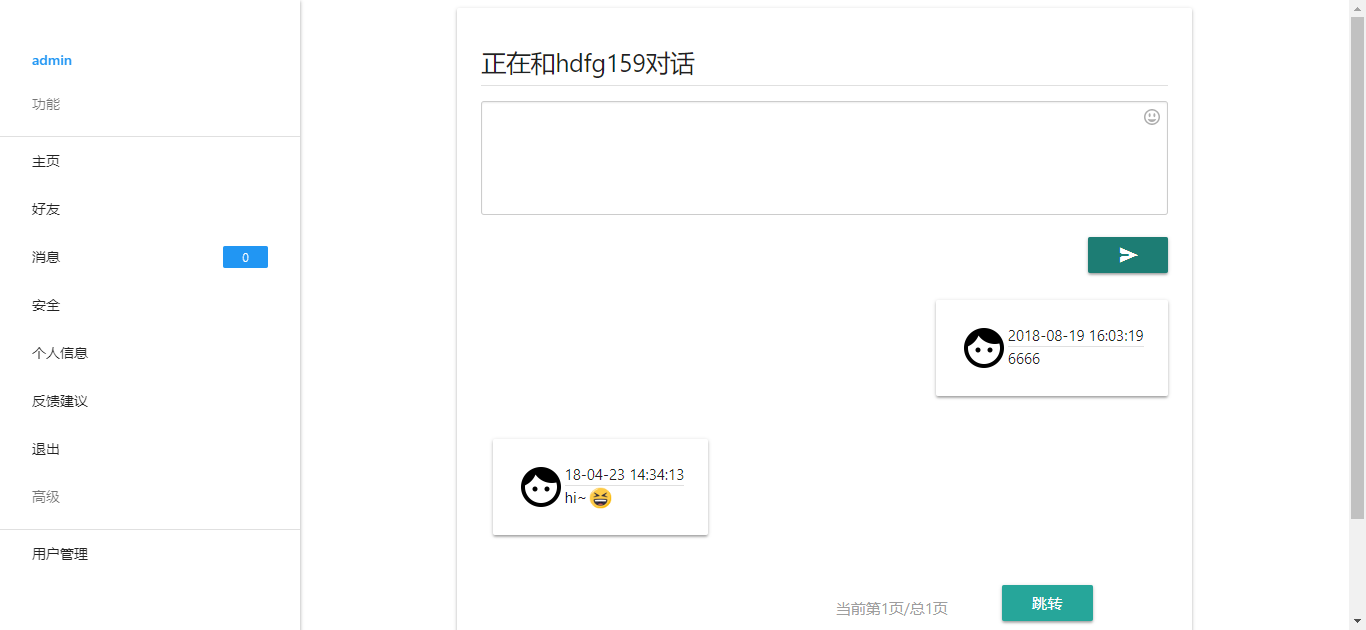 admin
功能
主页
好友
消息
0
安全
个人信息
反馈建议
退出
高级
用户管理
正在和hdfg159对话
2018-08-19 16:03:19
6666
18-04-23 14:34:13
hi~ 😆
当前第1页/总1页
跳转